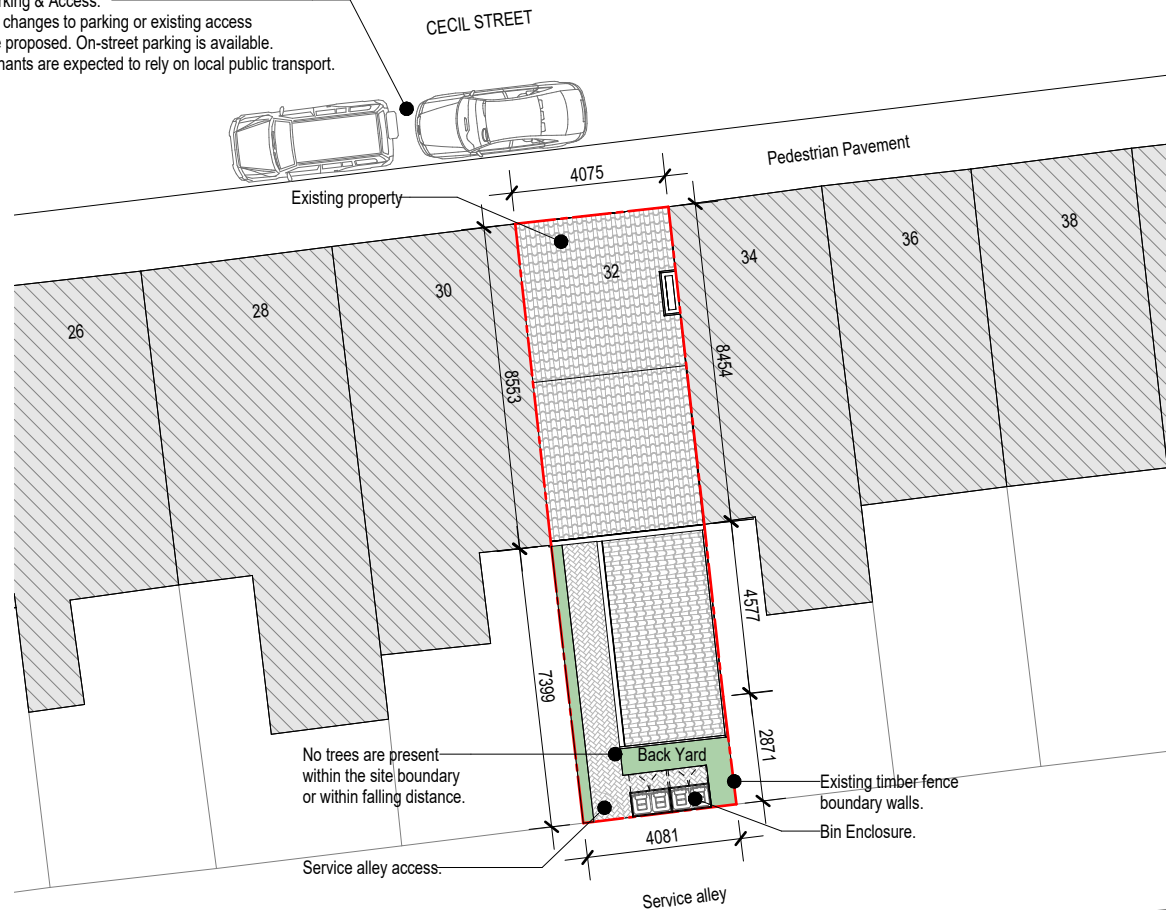 & Access.
changes to parking or existing access
proposed. On-street parking is available.
are expected to rely on local public transport.
CECIL STREET
Pedestrian Pavement
4075
Existing property
26
28
30
32
34
36
38
8553
8454
4577
7399
2871
No trees are present
within the site boundary
or within falling distance.
Back Yard
Existing timber fence
boundary walls.
Bin Enclosure.
4081
Service alley access.
Service alley